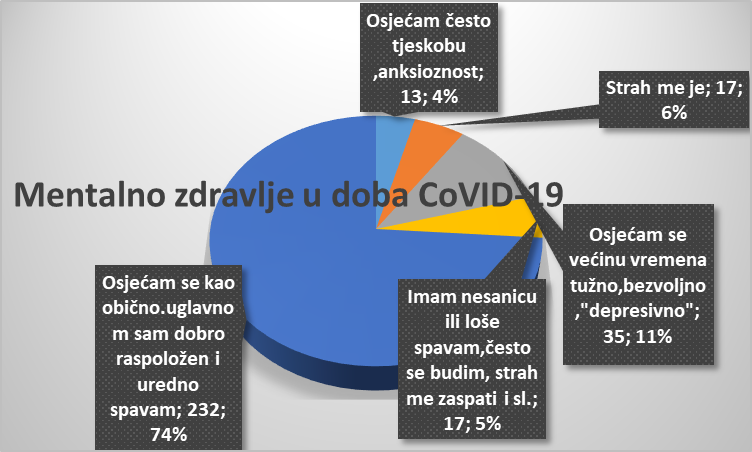 Osjećam često
tjeskobu
,anksioznost;
13; 4%
Strah me je; 17;
6%
Mentalno zdravlje u doba CoVID-19
Osjećam se
većinu vremena
tužno,bezvoljno
,"depresivno";
35; 11%
Osjećam se kao
obično.uglavno
m sam dobro
raspoložen i
uredno
spavam; 232;
74%
Imam nesanicu
ili loše
spavam,često
se budim, strah
me zaspati i sl.;
17; 5%